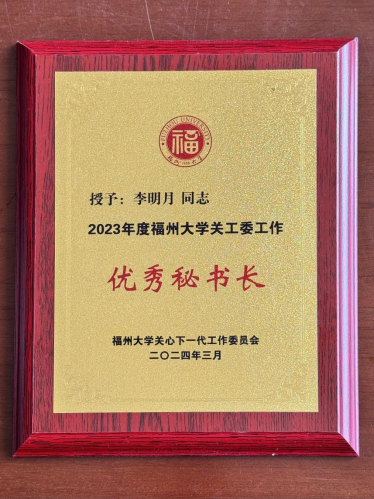 FUZHOU UNIVERSITY
福
授予：李明月 同志
2023年度福州大学关工委工作
优秀秘书长
福州大学关心下一代工作委员会
二〇二四年三月